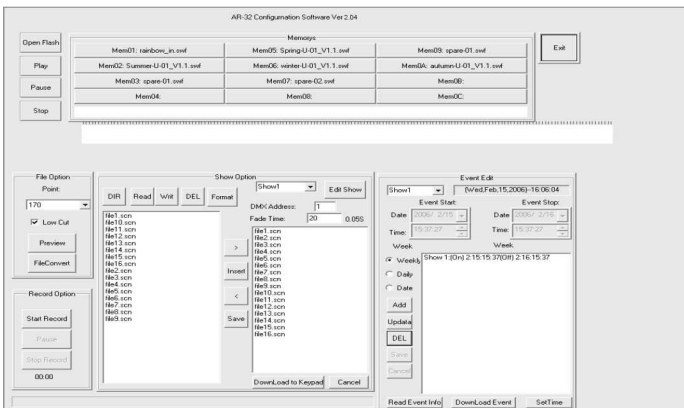 AR-32 Configurnation Software Ver 2.04
Open Flash
Play
Pause
Stop
Memorys
Mem01: rainbow_in.swf
Mem05: Spring-U-01_V1.1.swf
Mem09: spare-01.swf
Mem02: Summer-U-01_V1.1.swf
Mem06: winter-U-01_V1.1.swf
Mem0A: autumn-U-01_V1.1.swf
Mem03: spare-01.swf
Mem07: spare-02.swf
Mem0B:
Mem04:
Mem08:
Mem0C:
Exit
File Option
Point:
170
Low Cut
Preview
FileConvert
Record Option
Start Record
Pause
Stop Record
00:00
Show Option
DIR Read Writ DEL Format
Show1
Edit Show
DMX Address: 1
Fade Time: 20 0.05S
file1.scn
file10.scn
file11.scn
file12.scn
file13.scn
file14.scn
file15.scn
file16.scn
file2.scn
file3.scn
file4.scn
file5.scn
file6.scn
file7.scn
file8.scn
file9.scn
>
Insert
<
Save
file1.scn
file2.scn
file3.scn
file4.scn
file5.scn
file6.scn
file7.scn
file8.scn
file9.scn
file10.scn
file11.scn
file12.scn
file13.scn
file14.scn
file15.scn
file16.scn
DownLoad to Keypad
Cancel
Event Edit
Show1
(Wed,Feb,15,2006)--16:06:04
Event Start:
Event Stop:
Date 2006/ 2/15
Date 2006/ 2/16
Time: 15:37:27
Time: 15:37:27
Week
Week
Weekly
Daily
Date
Show 1:(On) 2:15:15:37(Off) 2:16:15:37
Add
Updata
DEL
Save
Cancel
Read Event Info
DownLoad Event
SetTime